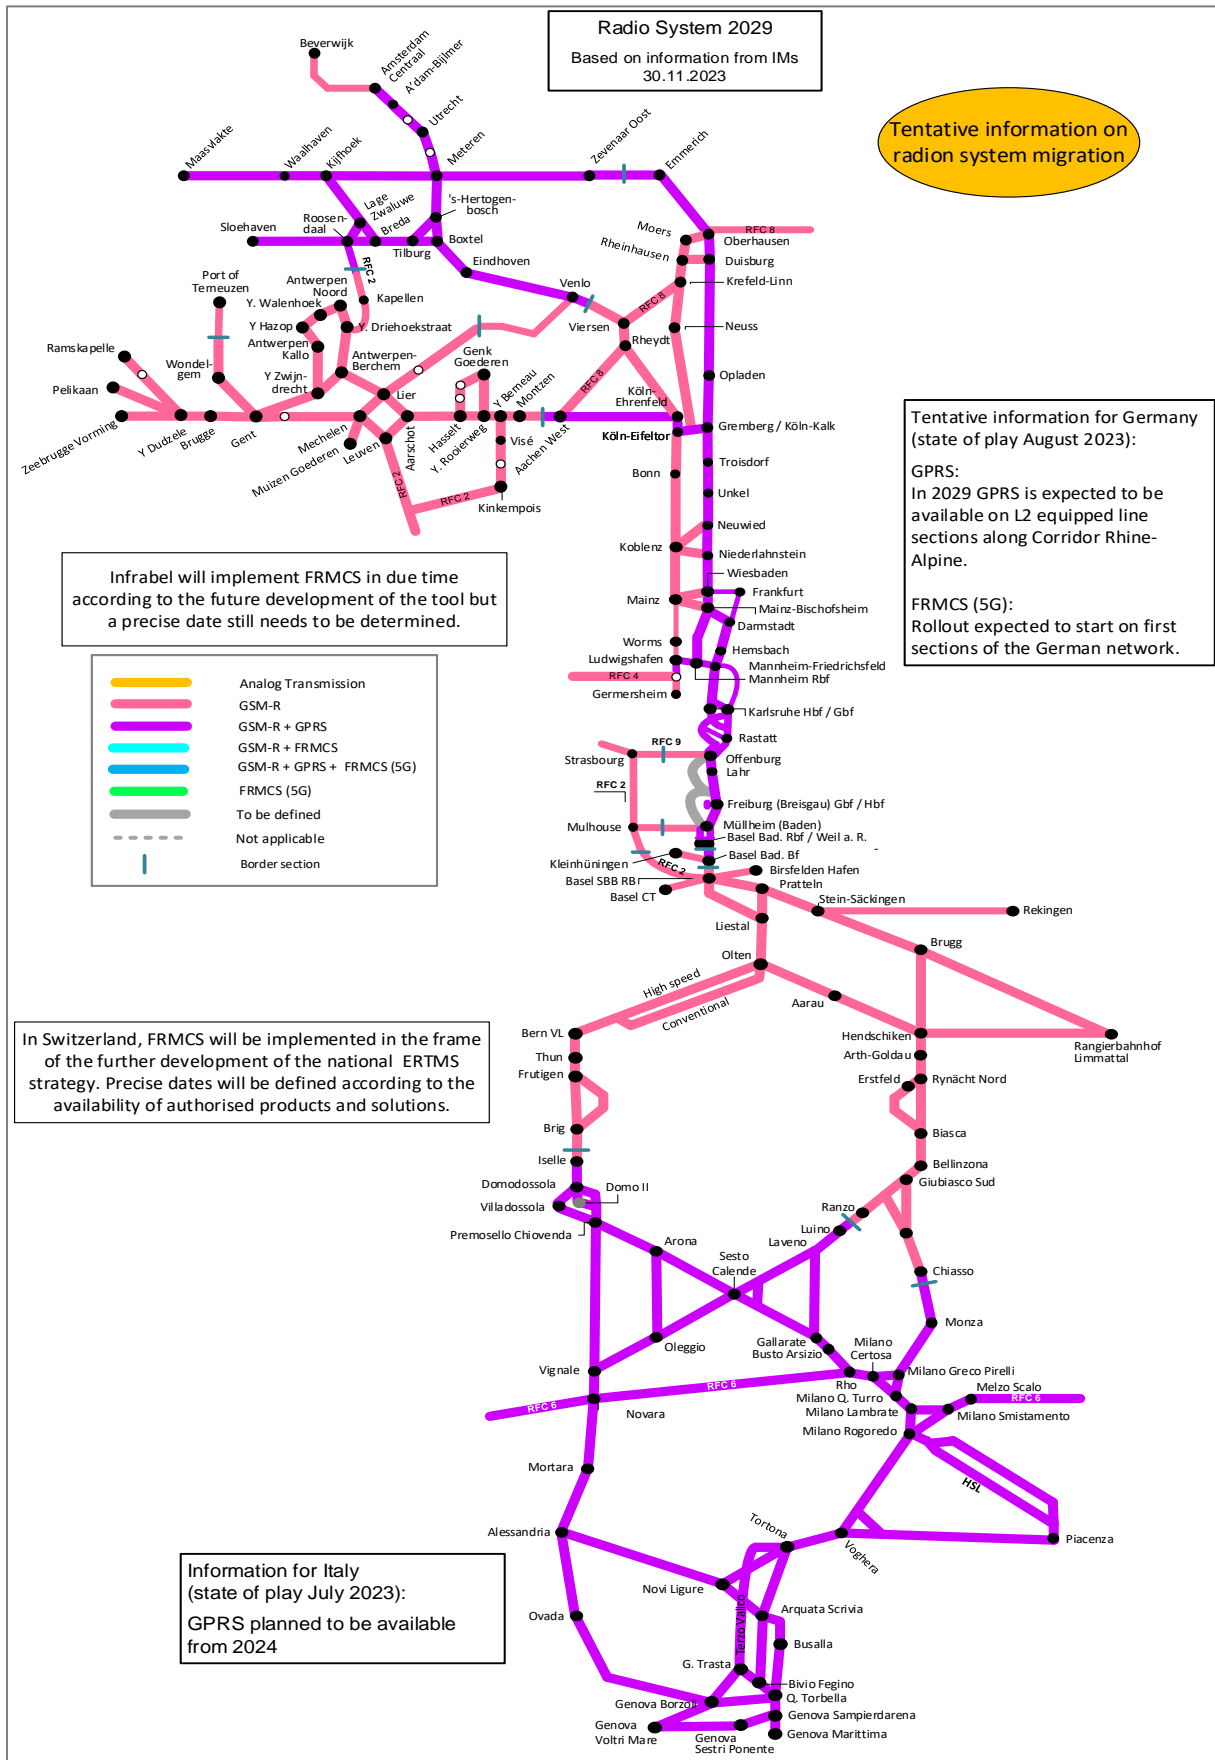 Radio System 2029
Based on information from IMs
30.11.2023
Tentative information on
radion system migration
Beverwijk
Amsterdam
Centraal
A'dam-Bijlmer
Utrecht
Maasvlakte
Waalhaven
Kijfhoek
Meteren
Zevenaar Oost
Emmerich
Lage
Zwaluwe
's-Hertogen-
bosch
Sloehaven
Roosen-
daal
Breda
Tilburg
Boxtel
Moers
RFC 8
Oberhausen
Rheinhausen
Duisburg
RFC 2
Eindhoven
Krefeld-Linn
Port of
Terneuzen
Antwerpen
Noord
Kapellen
Venlo
Y. Walenhoek
Y Hazop
Y. Driehoekstraat
Viersen
RFC 8
Neuss
Antwerpen
Kallo
Ramskapelle
Wondel-
gem
Antwerpen-
Berchem
Genk
Goederen
Rheydt
Pelikaan
Y Zwijn-
drecht
Lier
Y Berneau
Montzen
RFC 8
Köln-
Ehrenfeld
Opladen
Zeebrugge Vorming
Y Dudzele
Brugge
Gent
Mechelen
Muizen Goederen
Leuven
Aarschot
Hasselt
Y. Rooierweg
Visé
Aachen West
Köln-Eifeltor
Gremberg / Köln-Kalk
RFC 2
RFC 2
Kinkempois
Bonn
Troisdorf
Unkel
Neuwied
Koblenz
Niederlahnstein
Wiesbaden
Frankfurt
Mainz
Mainz-Bischofsheim
Darmstadt
Worms
Hemsbach
Ludwigshafen
Mannheim-Friedrichsfeld
Mannheim Rbf
RFC 4
Germersheim
Karlsruhe Hbf / Gbf
Rastatt
RFC 9
Strasbourg
Offenburg
Lahr
RFC 2
Freiburg (Breisgau) Gbf / Hbf
Mulhouse
Müllheim (Baden)
Basel Bad. Rbf / Weil a. R.
Kleinhüningen
RFC 2
Basel Bad. Bf
Basel SBB RB
Birsfelden Hafen
Basel CT
Pratteln
Tentative information for Germany
(state of play August 2023):
GPRS:
In 2029 GPRS is expected to be
available on L2 equipped line
sections along Corridor Rhine-
Alpine.
FRMCS (5G):
Rollout expected to start on first
sections of the German network.
Infrabel will implement FRMCS in due time
according to the future development of the tool but
a precise date still needs to be determined.
Analog Transmission
GSM-R
GSM-R + GPRS
GSM-R + FRMCS
GSM-R + GPRS + FRMCS (5G)
FRMCS (5G)
To be defined
Not applicable
Border section
Stein-Säckingen
Rekingen
Liestal
Brugg
Olten
High speed
Conventional
Aarau
Bern VL
Hendschiken
Rangierbahnhof
Limmattal
Thun
Arth-Goldau
Frutigen
Erstfeld
Rynächt Nord
Brig
Biasca
In Switzerland, FRMCS will be implemented in the frame
of the further development of the national ERTMS
strategy. Precise dates will be defined according to the
availability of authorised products and solutions.
Iselle
Bellinzona
Giubiasco Sud
Domodossola
Domo II
Villadossola
Ranzo
Premosello Chiovenda
Luino
Arona
Laveno
Sesto
Calende
Chiasso
Monza
Oleggio
Gallarate
Busto Arsizio
Milano
Certosa
Vignale
Rho
Milano Greco Pirelli
RFC 6
Milano Q. Turro
Melzo Scalo
RFC 6
RFC 6
Novara
Milano Lambrate
Milano Smistamento
Milano Rogoredo
Mortara
HSL
Alessandria
Tortona
Voghera
Piacenza
Information for Italy
(state of play July 2023):
GPRS planned to be available
from 2024
Novi Ligure
Terzo Valico
Arquata Scrivia
Ovada
Busalla
G. Trasta
Bivio Fegino
Q. Torbella
Genova Borzoli
Genova Sampierdarena
Genova
Voltri Mare
Genova
Sestri Ponente
Genova Marittima